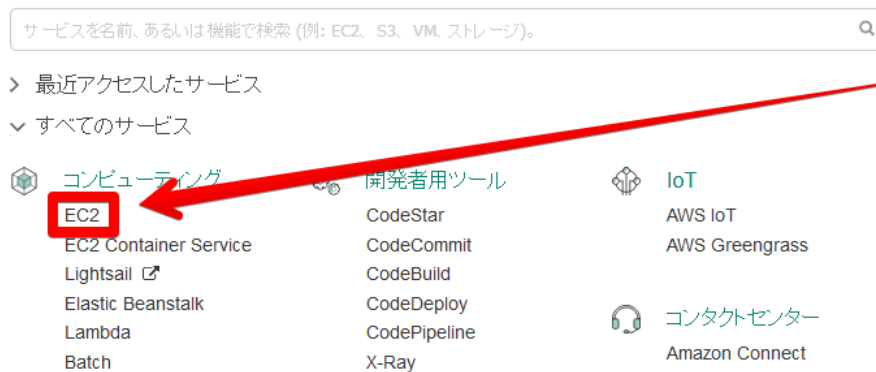 サービスを名前、あるいは機能で検索 (例: EC2、S3、VM、ストレージ)。
最近アクセスしたサービス
すべてのサービス
コンピューティング
EC2
EC2 Container Service
Lightsail
Elastic Beanstalk
Lambda
Batch
開発者用ツール
CodeStar
CodeCommit
CodeBuild
CodeDeploy
CodePipeline
X-Ray
IoT
AWS IoT
AWS Greengrass
コンタクトセンター
Amazon Connect